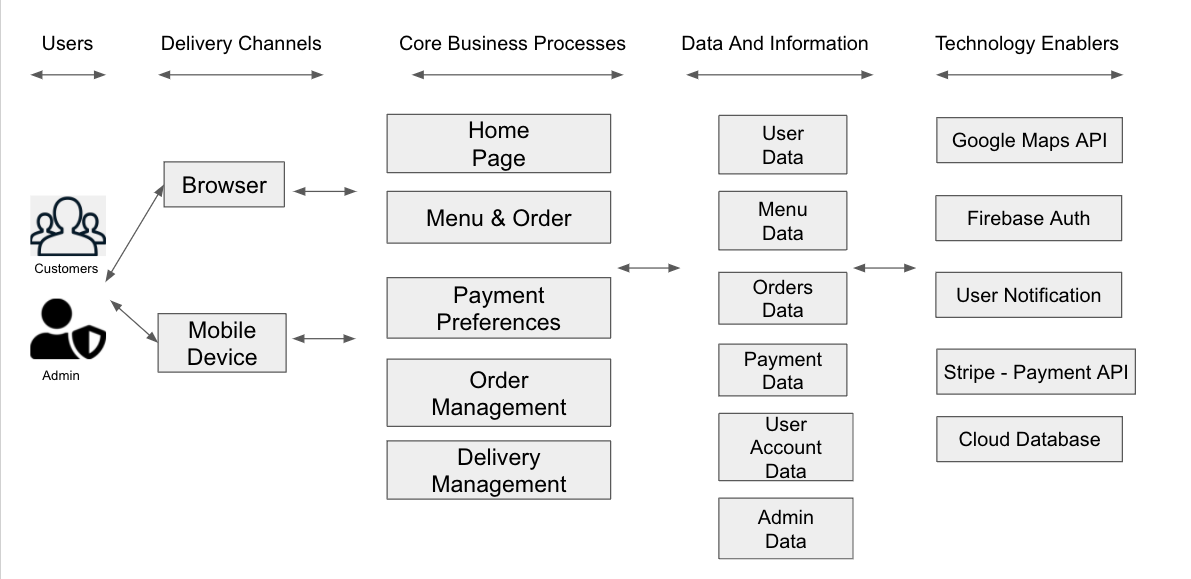 Users
Delivery Channels
Core Business Processes
Data And Information
Technology Enablers
Customers
Admin
Browser
Mobile
Device
Home
Page
Menu & Order
Payment
Preferences
Order
Management
Delivery
Management
User
Data
Menu
Data
Orders
Data
Payment
Data
User
Account
Data
Admin
Data
Google Maps API
Firebase Auth
User Notification
Stripe - Payment API
Cloud Database